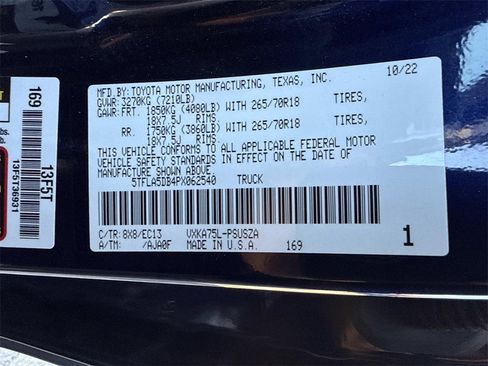 MFD. BY: TOYOTA MOTOR MANUFACTURING, TEXAS, INC. 10/22
GVWR: 3270KG (7210LB)
GAWR: FRT. 1850KG (4080LB) WITH 265/70R18 TIRES,
18X7.5J RIMS.
RR. 1750KG (3860LB) WITH 265/70R18 TIRES,
18X7.5J RIMS.
THIS VEHICLE CONFORMS TO ALL APPLICABLE FEDERAL MOTOR
VEHICLE SAFETY STANDARDS IN EFFECT ON THE DATE OF
MANUFACTURE SHOWN ABOVE.
5TFLA5DB4PX062540 TRUCK
C/TR: 8X8/EC13 VXKA75L-PSUSZA
A/TM: /AJA0F MADE IN U.S.A. 169 1
169
13F5T
13F5T36931
lbs.